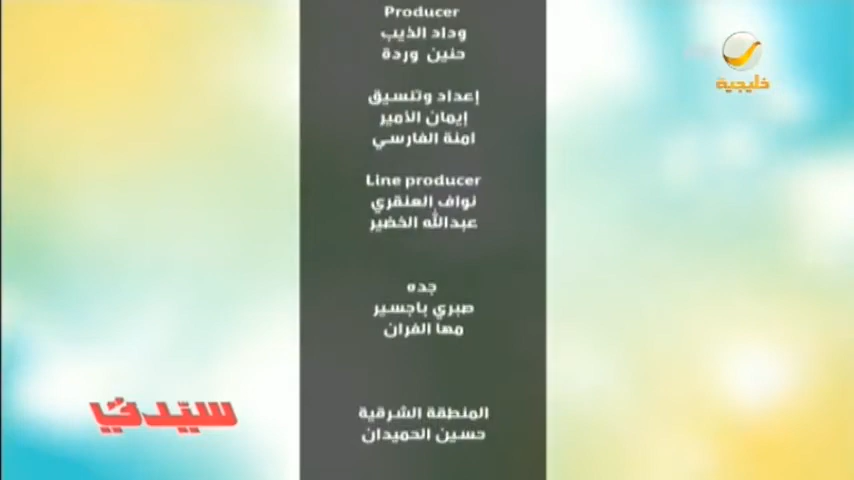 Producer
وداد الذيب
حنين وردة
إعداد وتنسيق
إيمان الأمير
امنة الفارسي
Line producer
نواف العنقري
عبدالله الخضير
جده
صبري باجسير
مها الفران
المنطقة الشرقية
حسين الحميدان
خليجية
سيدتي